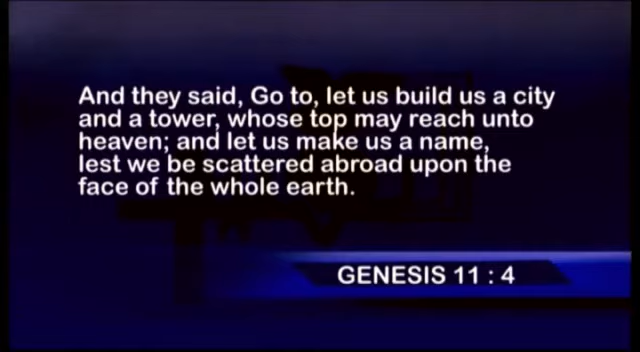 And they said, Go to, let us build us a city
and a tower, whose top may reach unto
heaven; and let us make us a name,
lest we be scattered abroad upon the
face of the whole earth.
GENESIS 11 : 4